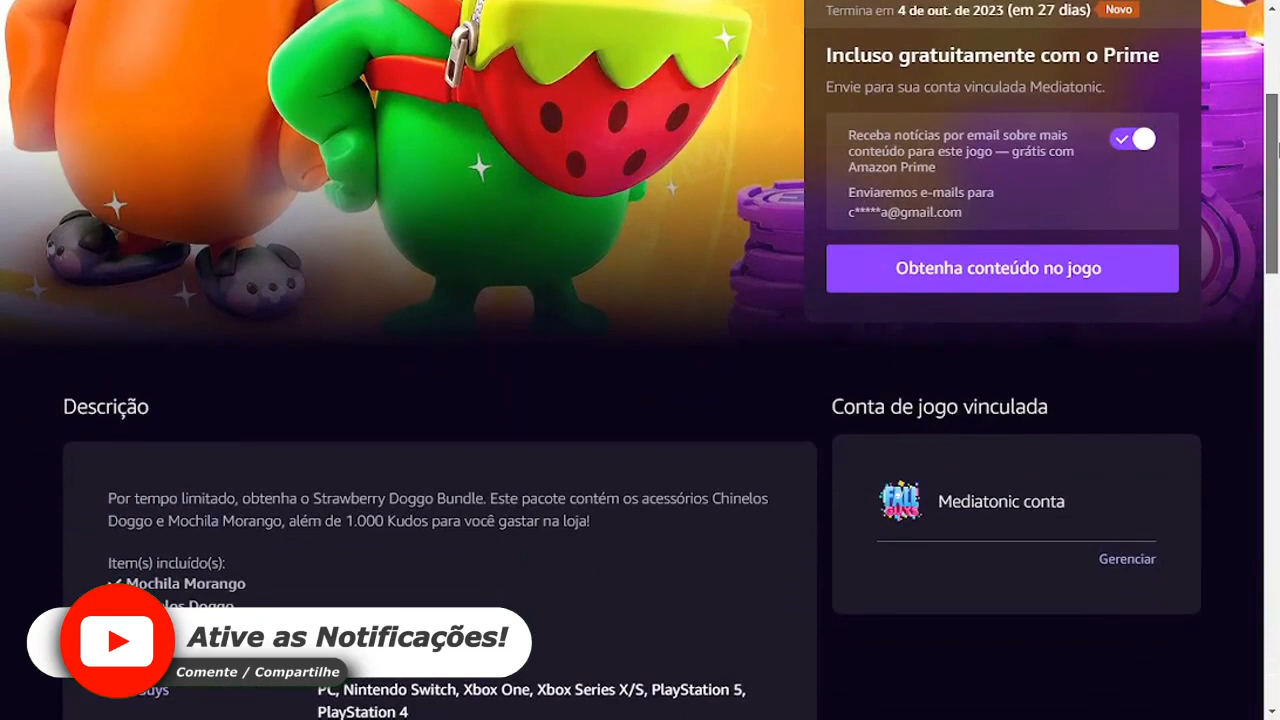 Termina em 4 de out. de 2023 (em 27 dias) Novo
Incluso gratuitamente com o Prime
Envie para sua conta vinculada Mediatonic.
Receba notícias por email sobre mais
conteúdo para este jogo — grátis com
Amazon Prime
Enviaremos e-mails para
c*****a@gmail.com
Obtenha conteúdo no jogo
Descrição
Por tempo limitado, obtenha o Strawberry Doggo Bundle. Este pacote contém os acessórios Chinelos
Doggo e Mochila Morango, além de 1.000 Kudos para você gastar na loja!
Item(s) incluído(s):
✓ Mochila Morango
Doggo
PC, Nintendo Switch, Xbox One, Xbox Series X/S, PlayStation 5,
PlayStation 4
Conta de jogo vinculada
FALL GUYS
Mediatonic conta
Gerenciar
Ative as Notificações!
Comente / Compartilhe